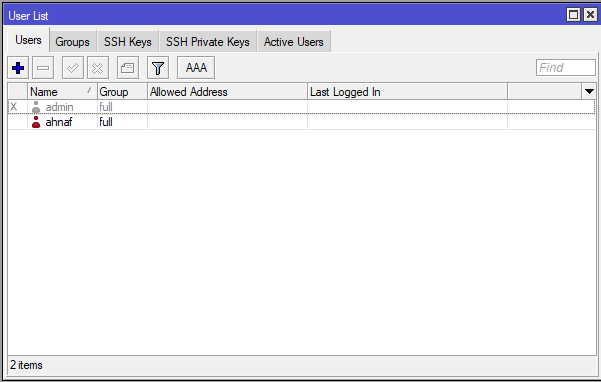 User List
Users Groups SSH Keys SSH Private Keys Active Users
AAA Find
Name Group Allowed Address Last Logged In
X admin full
ahnaf full
2 items